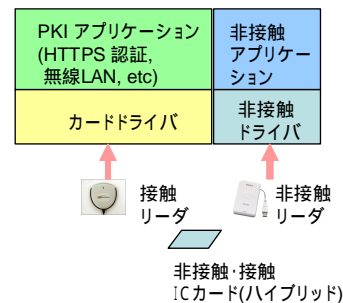 PKI アプリケーション
(HTTPS 認証,
無線LAN, etc)
非接触
アプリケー
ション
カードドライバ
非接触
ドライバ
接触
リーダ
非接触
リーダ
非接触·接触
ICカード(ハイブリッド)